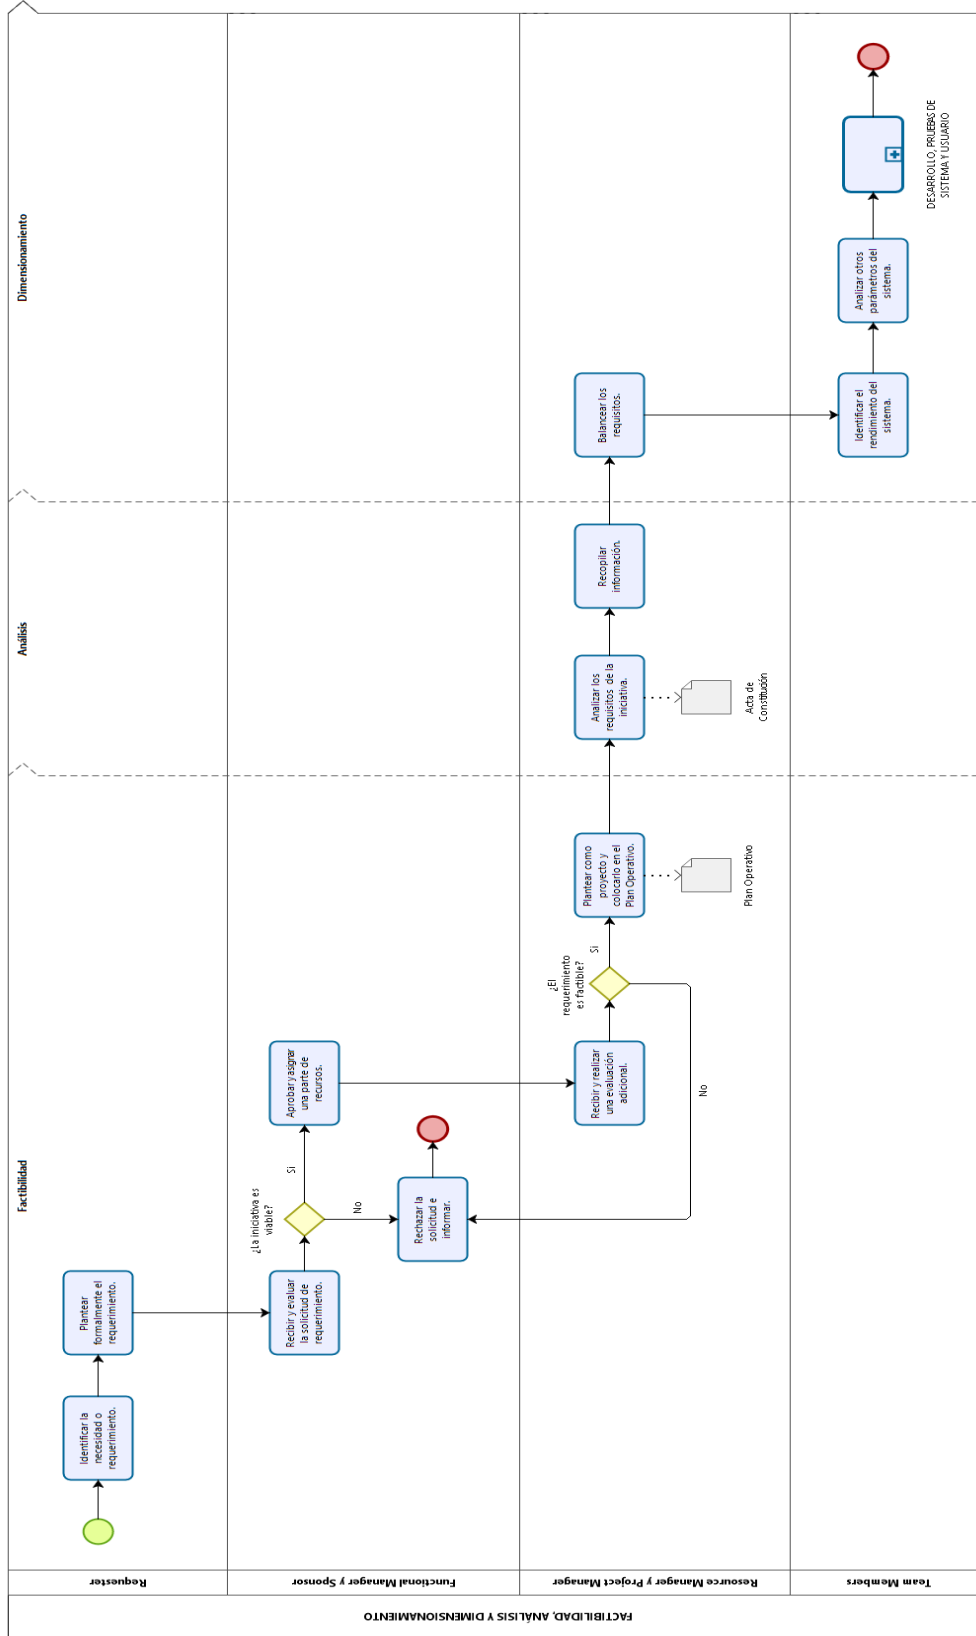 FACTIBILIDAD, ANÁLISIS Y DIMENSIONAMIENTO
Requester
Functional Manager y Sponsor
Resource Manager y Project Manager
Team Members
Factibilidad
Análisis
Dimensionamiento
Identificar la
necesidad o
requerimiento.
Plantear
formalmente el
requerimiento.
Recibir y evaluar
la solicitud de
requerimiento.
¿La iniciativa es
viable?
Si
No
Aprobar y asignar
una parte de
recursos.
Rechazar la
solicitud e
informar.
Recibir y realizar
una evaluación
adicional.
¿El
requerimiento
es factible?
Si
No
Plantear como
proyecto y
colocarlo en el
Plan Operativo.
Plan Operativo
Analizar los
requisitos de la
iniciativa.
Acta de
Constitución
Recopilar
información.
Balancear los
requisitos.
Identificar el
rendimiento del
sistema.
Analizar otros
parámetros del
sistema.
DESARROLLO, PRUEBAS DE
SISTEMA Y USUARIO